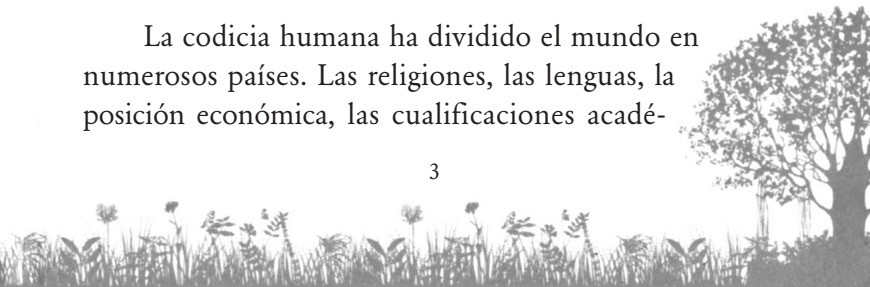 La codicia humana ha dividido el mundo en
numerosos países. Las religiones, las lenguas, la
posición económica, las cualificaciones acadé-
3